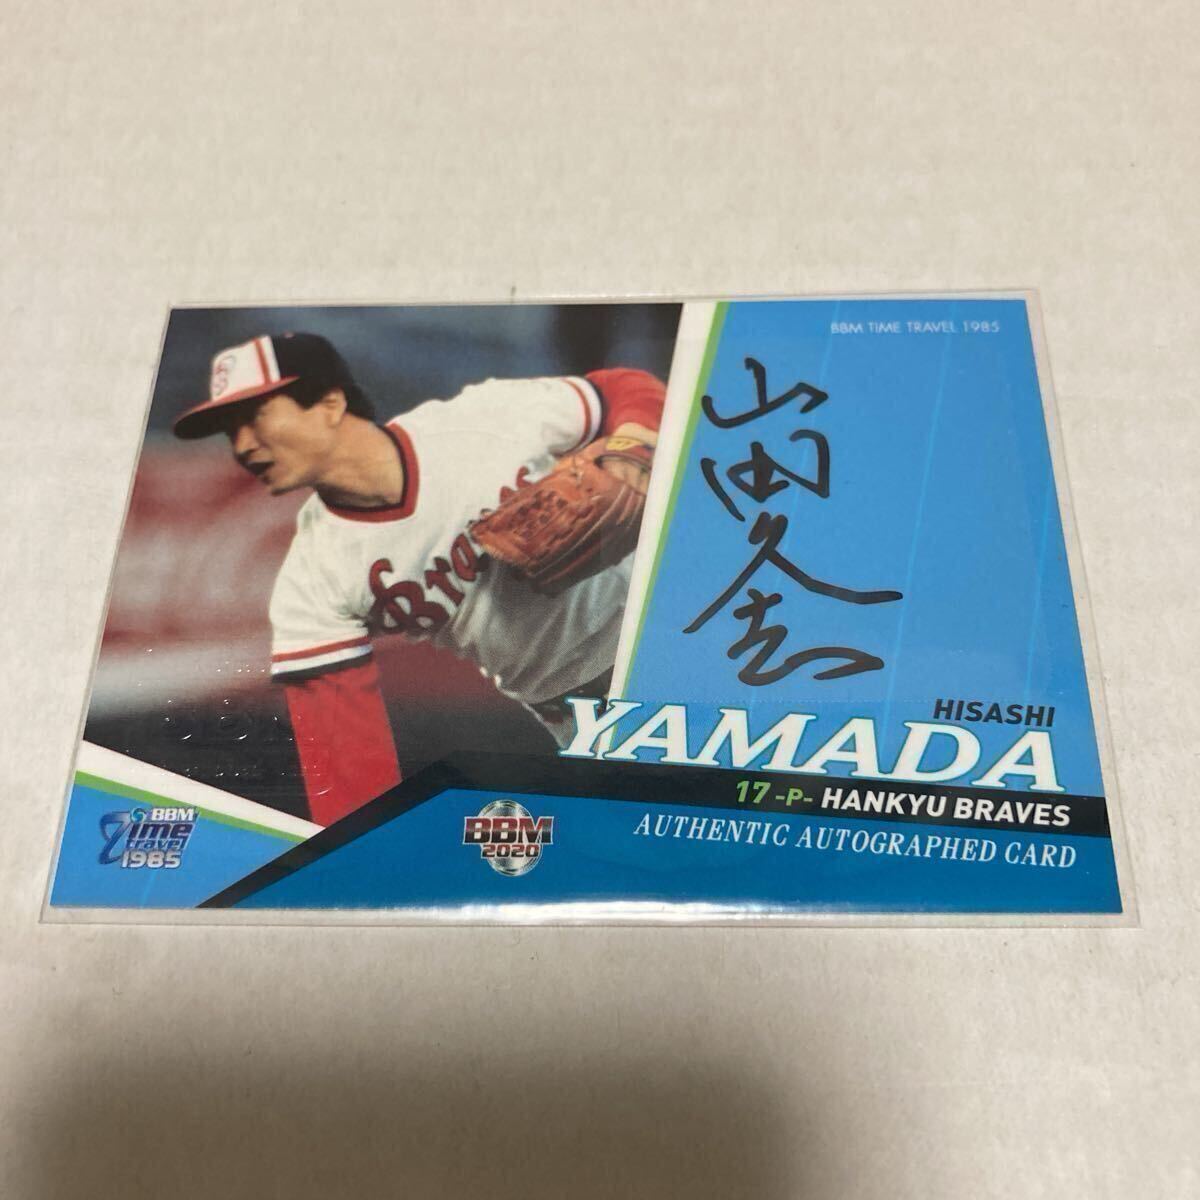 BBM TIME TRAVEL 1985
山田久志
Braves
HISASHI
YAMADA
17 -P- HANKYU BRAVES
AUTHENTIC AUTOGRAPHED CARD
BBM
Time
travel
1985
BBM
2020